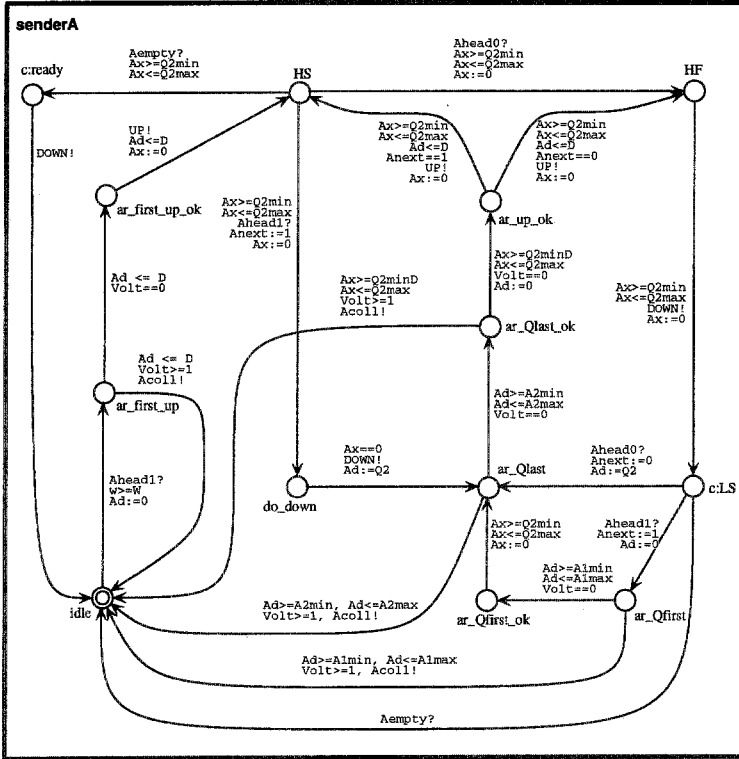 senderA
Aempty?
Ax>=Q2min
Ax<=Q2max
Ahead0?
Ax>=Q2min
Ax<=Q2max
Ax:=0
c:ready
HS
HF
UP!
Ad<=D
Ax:=0
DOWN!
Ax>=Q2min
Ax<=Q2max
Ad<=D
Anext==1
UP!
Ax:=0
Ax>=Q2min
Ax<=Q2max
Ad<=D
Anext==0
UP!
Ax:=0
ar_first_up_ok
ar_up_ok
Ax>=Q2min
Ax<=Q2max
Ahead1?
Anext:=1
Ax:=0
Ax>=Q2minD
Ax<=Q2max
Volt==0
Ad:=0
Ad <= D
Volt==0
Ax>=Q2minD
Ax<=Q2max
Volt>=1
Acoll!
Ax>=Q2min
Ax<=Q2max
DOWN!
Ax:=0
ar_Qlast_ok
Ad <= D
Volt>=1
Acoll!
ar_first_up
Ad>=A2min
Ad<=A2max
Volt==0
Ahead1?
w>=W
Ad:=0
Ax==0
DOWN!
Ad:=Q2
ar_Qlast
Ahead0?
Anext:=0
Ad:=Q2
do_down
c:LS
Ax>=Q2min
Ax<=Q2max
Ax:=0
Ahead1?
Anext:=1
Ad:=0
Ad>=A1min
Ad<=A1max
Volt==0
idle
Ad>=A2min, Ad<=A2max
Volt>=1, Acoll!
ar_Qfirst_ok
ar_Qfirst
Ad>=A1min, Ad<=A1max
Volt>=1, Acoll!
Aempty?